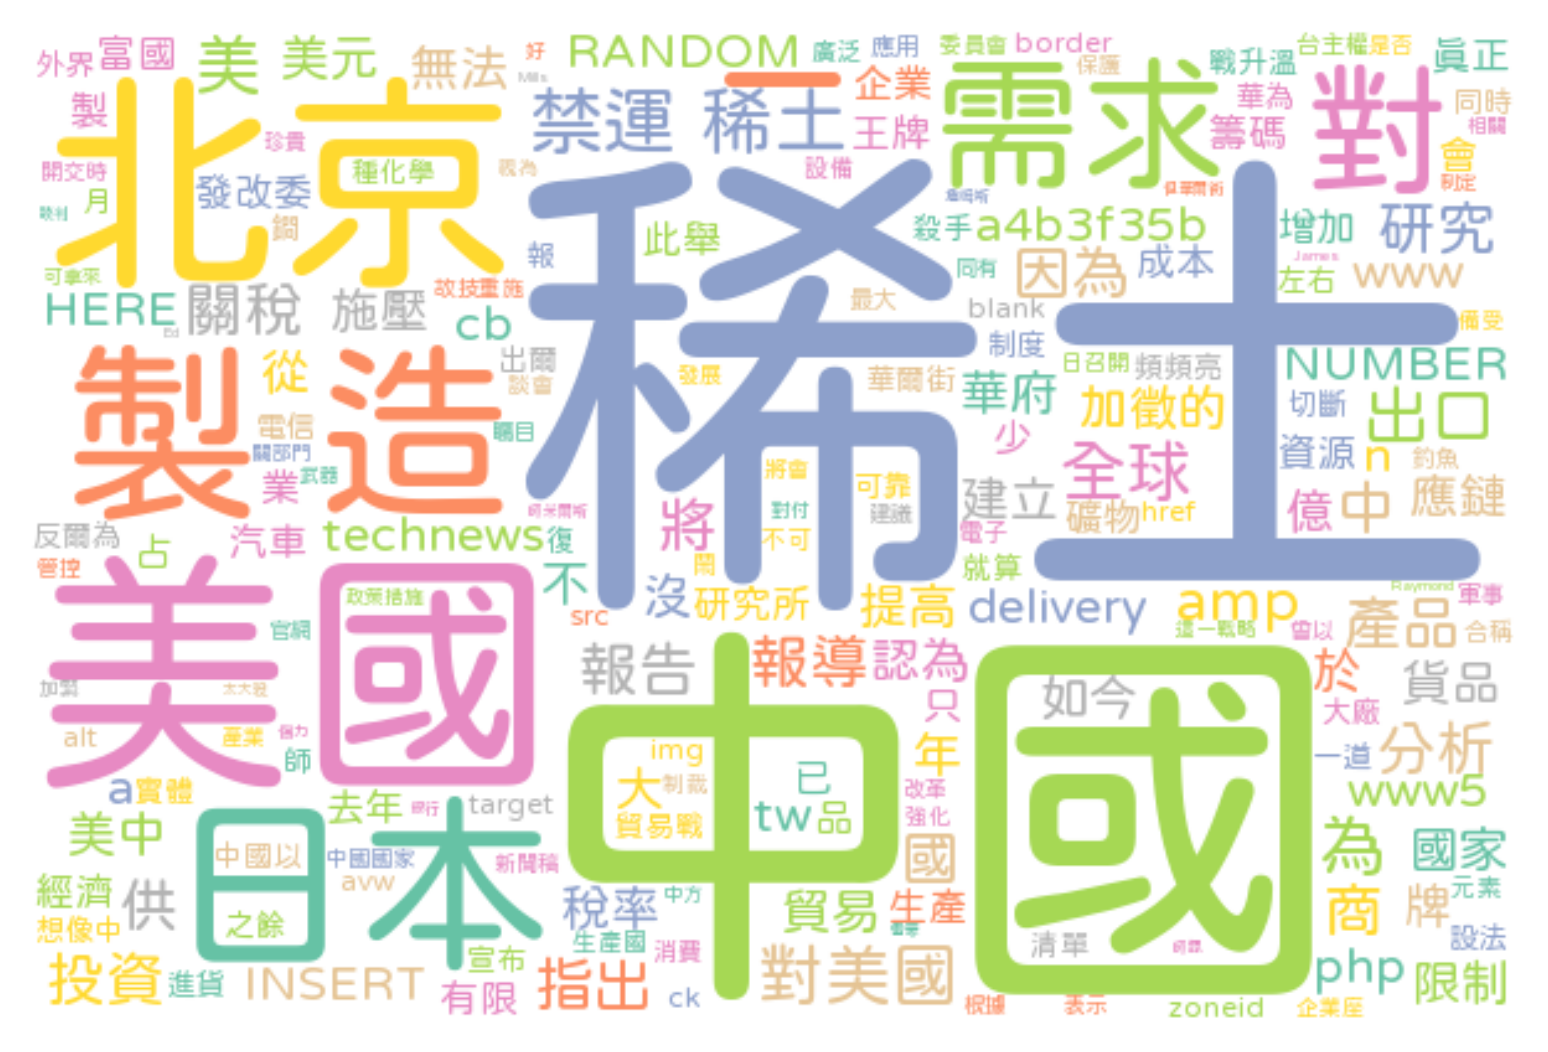 外界 富國 美 美元 無法 好 RANDOM 廣泛 應用 委員會 border 保護 戰升溫 台主權 是否 眞正
製 北京 禁運 稀土 一 企業 王牌 需求 華為 籌碼 對 同時 相關
珍貴 開交時 月 發改委 種化學 視為 設備 會 制定
談判 鐧 報 此舉 殺手 a4b3f35b 增加 研究
可拿來 同有 因為 成本 James 左右 www
HERE 關稅 施壓 故技重施 cb 最大 blank 備受
Ed 出爾 制度 日召開 頻頻亮 NUMBER
製造 從 談會 發展 華爾街 華府 加徵的 切斷 出口
電信 矚目 少 稀土
關部門 業 武器 將會 可靠 全球 資源 n 釣魚
將 對付 建議 建立 礦物 href 億 中 應鏈
反爾為 占 汽車 technews 復 不可 電子
管控 不 鬧 就算 Raymond 軍事
美國 政策措施 src 沒 研究所 提高 delivery amp 產品 合稱
官網 這一戰略 曾以
報告 報導 認為 如今 於 貨品
加緊 太大殺 只 大廠
alt 產業 師 img 年 一道 分析
a 實體 中國 大 制裁 已 改革 www5
去年 銀行 target 貿易戰 tw 品 強化
美中 日本 中國以 中國國家 新聞稿 國 為 國家
經濟 供 avw 稅率 中方 貿易 生產 商 牌 元素
想像中 之餘 生產國 消費 清單 設法
投資 進貨 INSERT 宣布 有限 指出 ck 對美國 php 限制
根據 表示 zoneid 企業座